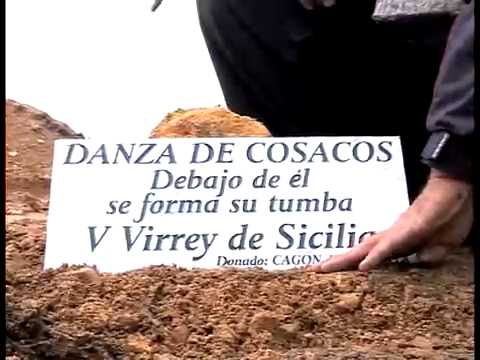 DANZA DE COSACOS
Debajo de él
se forma su tumba
V Virrey de Sicilia
Donado: CAGON